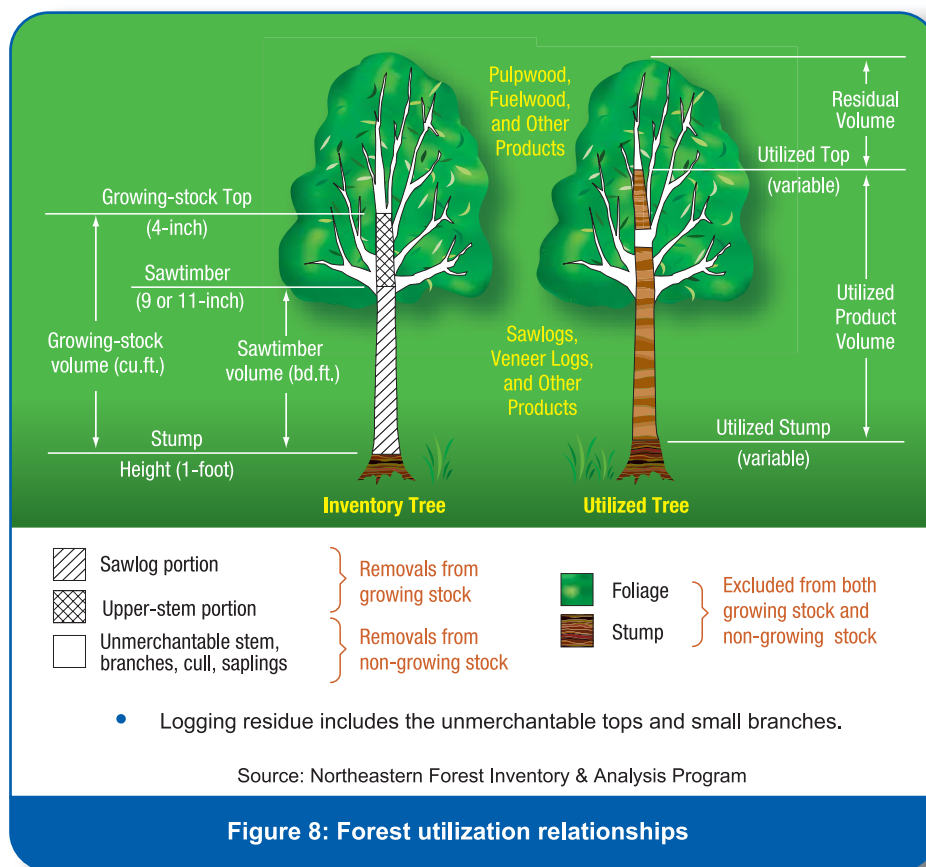 Pulpwood,
Fuelwood,
and Other
Products
Residual
Volume
Utilized Top
(variable)
Growing-stock Top
(4-inch)
Sawtimber
(9 or 11-inch)
Growing-stock
volume (cu.ft.)
Sawtimber
volume (bd.ft.)
Utilized
Product
Volume
Sawlogs,
Veneer Logs,
and Other
Products
Stump
Height (1-foot)
Utilized Stump
(variable)
Inventory Tree
Utilized Tree
Sawlog portion
Upper-stem portion
Removals from
growing stock
Unmerchantable stem,
branches, cull, saplings
Removals from
non-growing stock
Foliage
Stump
Excluded from both
growing stock and
non-growing stock
• Logging residue includes the unmerchantable tops and small branches.
Source: Northeastern Forest Inventory & Analysis Program
Figure 8: Forest utilization relationships